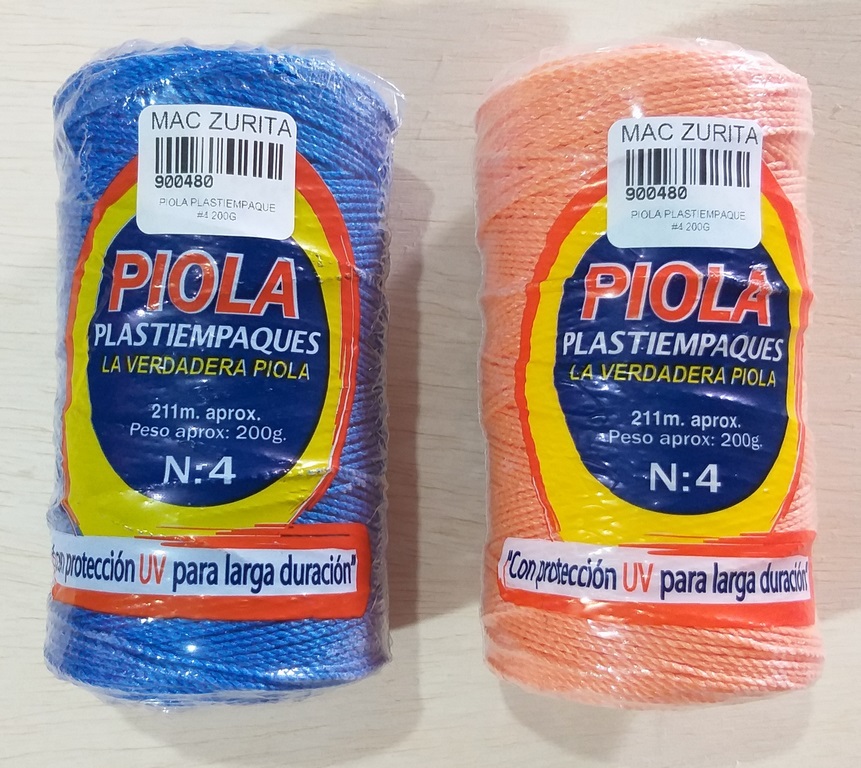 MAC ZURITA
900480
PIOLA PLASTIEMPAQUE
#4 200G
PIOLA
PLASTIEMPAQUES
LA VERDADERA PIOLA
211m. aprox.
Peso aprox: 200g.
N:4
con protección UV para larga duración"
MAC ZURITA
900480
PIOLA PLASTIEMPAQUE
#4 200G
PIOLA
PLASTIEMPAQUES
LA VERDADERA PIOLA
211m. aprox.
Peso aprox: 200g.
N:4
"Con protección UV para larga duración"